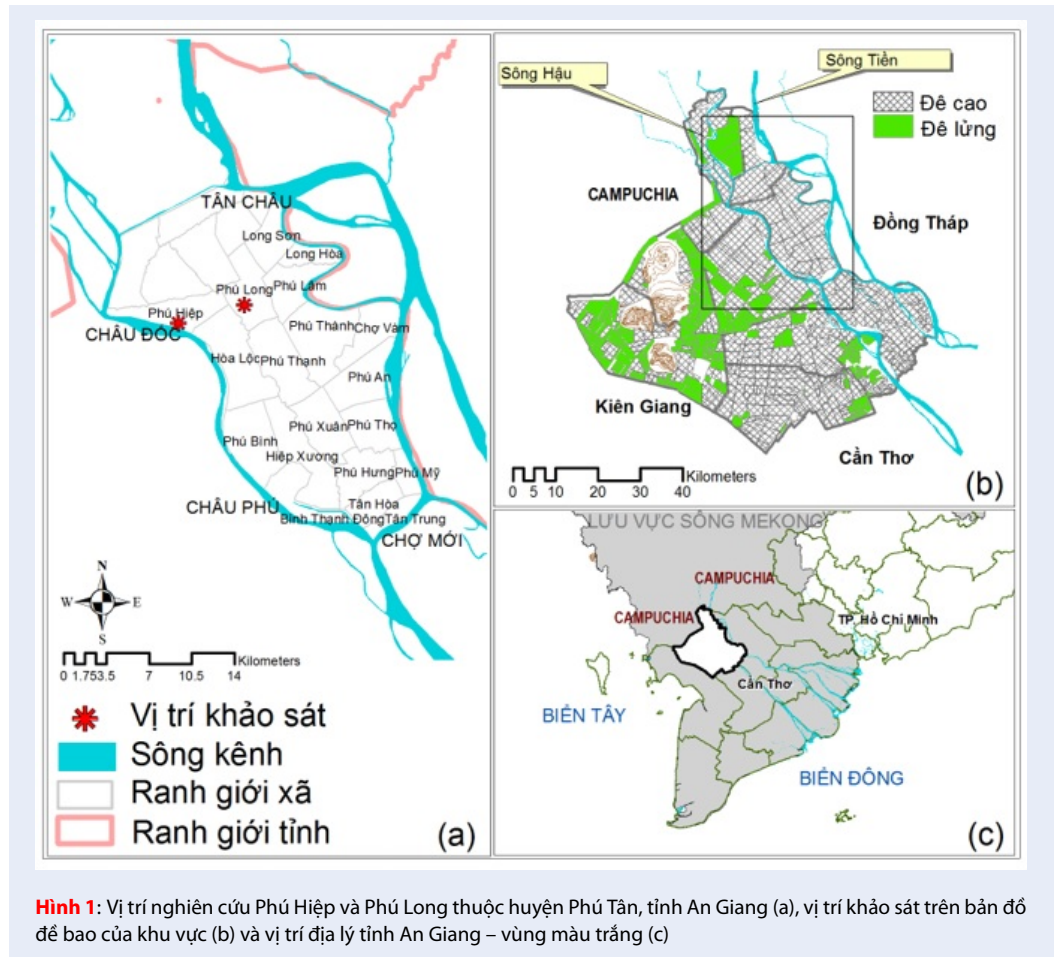 TÂN CHÂU
Long Sơn
Long Hòa
Phú Long Phú Lâm
Phú Hiệp
CHÂU ĐỐC
Phú Thành Chợ Vàm
Hòa Lộc Phú Thạnh
Phú An
Phú Xuân Phú Thọ
Phú Bình
Hiệp Xương
Phú Hưng Phú Mỹ
CHÂU PHÚ
Tân Hòa
Bình Thạnh Đông Tân Trung
CHỢ MỚI
N
W E
S
Kilometers
0 1.753.5 7 10.5 14
Vị trí khảo sát
Sông kênh
Ranh giới xã
Ranh giới tỉnh
(a)
Sông Hậu
Sông Tiền
Đê cao
Đê lửng
CAMPUCHIA
Đồng Tháp
Kiên Giang
Cần Thơ
Kilometers
0 5 10 20 30 40
(b)
LƯU VỰC SÔNG MEKONG
CAMPUCHIA
CAMPUCHIA
TP. Hồ Chí Minh
Cần Thơ
BIỂN TÂY
BIỂN ĐÔNG
(c)
Hình 1: Vị trí nghiên cứu Phú Hiệp và Phú Long thuộc huyện Phú Tân, tỉnh An Giang (a), vị trí khảo sát trên bản đồ
đê bao của khu vực (b) và vị trí địa lý tỉnh An Giang – vùng màu trắng (c)